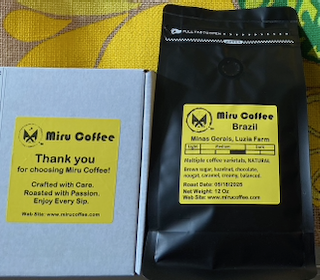 Miru Coffee
Thank you
for choosing Miru Coffee!
Crafted with Care.
Roasted with Passion.
Enjoy Every Sip.
Web Site: www.mirucoffee.com
Miru Coffee
Brazil
Minas Gerais, Luzia Farm
Light Medium Dark
Multiple coffee varietals, NATURAL
Brown sugar, hazelnut, chocolate,
nougat, caramel, creamy, balanced.
Roast Date: 05/18/2025
Net Weight: 12 Oz
Web Site: www.mirucoffee.com